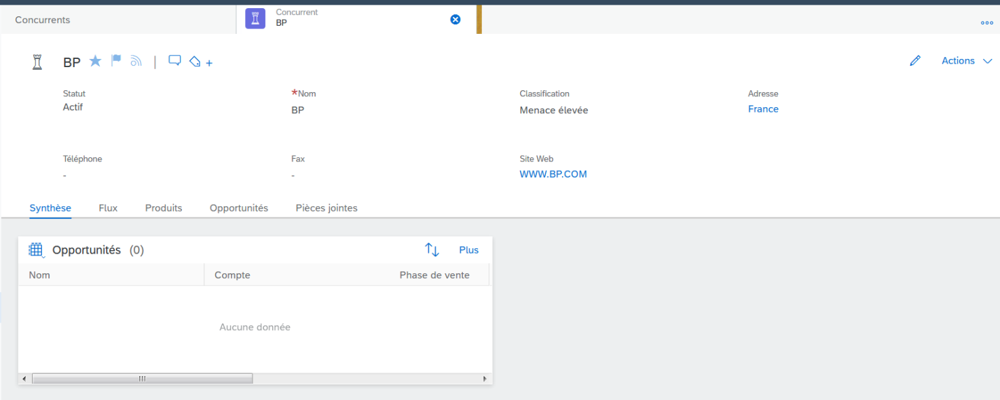 Concurrents
Concurrent
BP
BP
Actions
Statut
Actif
*Nom
BP
Classification
Menace élevée
Adresse
France
Téléphone
-
Fax
-
Site Web
WWW.BP.COM
Synthèse Flux Produits Opportunités Pièces jointes
Opportunités (0) Plus
Nom Compte Phase de vente
Aucune donnée